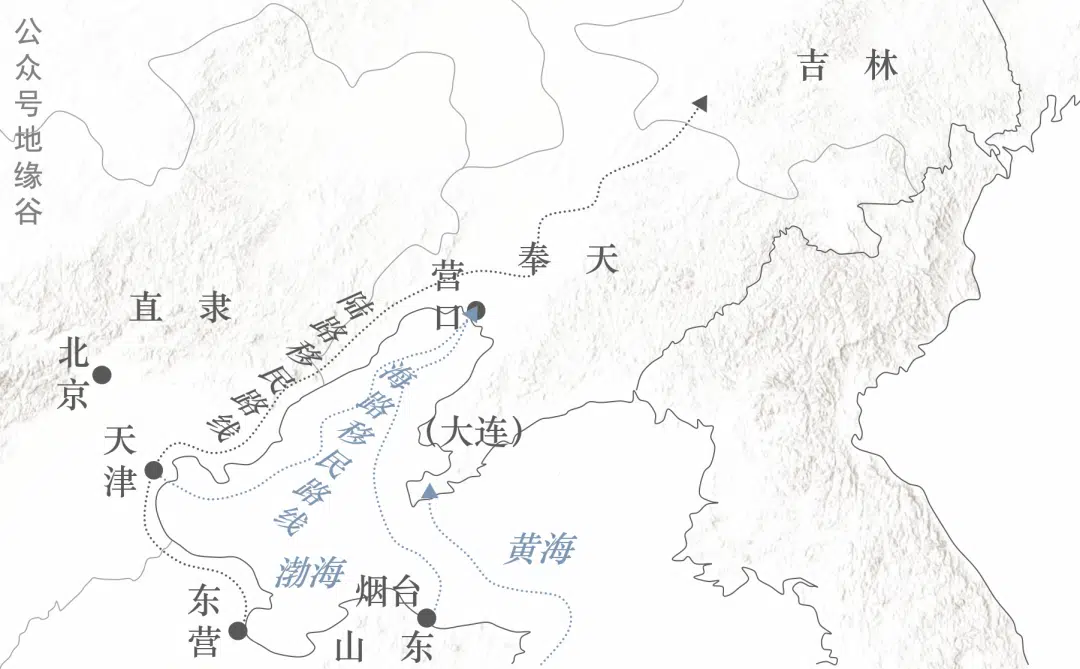 公众号地缘谷
吉林
奉天
营口
直隶
陆路移民路线
北京
海路移民路线
(大连)
天津
黄海
渤海
烟台
东营
山东